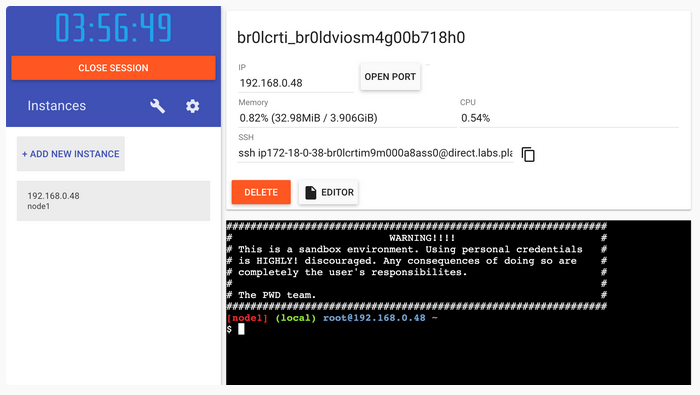 03:56:49
CLOSE SESSION
Instances
+ ADD NEW INSTANCE
192.168.0.48
node1
br0lcrti_br0ldviosm4g00b718h0
IP
192.168.0.48
OPEN PORT
Memory
0.82% (32.98MiB / 3.906GiB)
CPU
0.54%
SSH
ssh ip172-18-0-38-br0lcrtim9m000a8ass0@direct.labs.pla
DELETE
EDITOR
###############################################################
# WARNING!!!! #
# This is a sandbox environment. Using personal credentials #
# is HIGHLY! discouraged. Any consequences of doing so are #
# completely the user's responsibilites. #
# #
# The PWD team. #
###############################################################
[node1] (local) root@192.168.0.48 ~
$